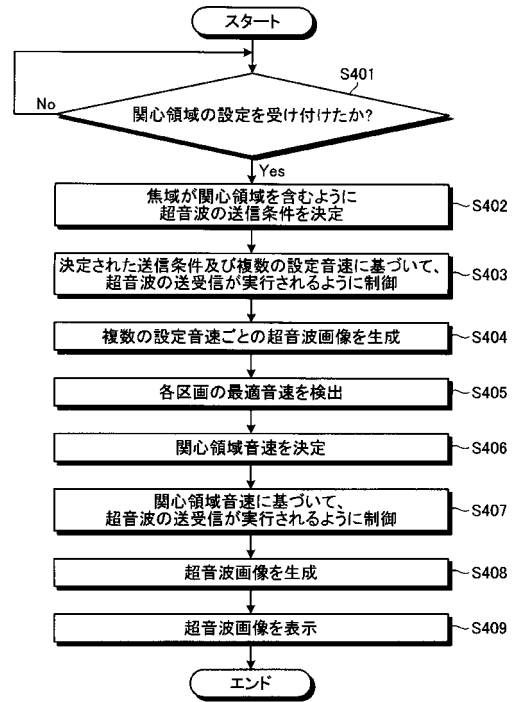 スタート
S401
関心領域の設定を受け付けたか?
No
Yes
焦域が関心領域を含むように
超音波の送信条件を決定
S402
決定された送信条件及び複数の設定音速に基づいて、
超音波の送受信が実行されるように制御
S403
複数の設定音速ごとの超音波画像を生成
S404
各区画の最適音速を検出
S405
関心領域音速を決定
S406
関心領域音速に基づいて、
超音波の送受信が実行されるように制御
S407
超音波画像を生成
S408
超音波画像を表示
S409
エンド